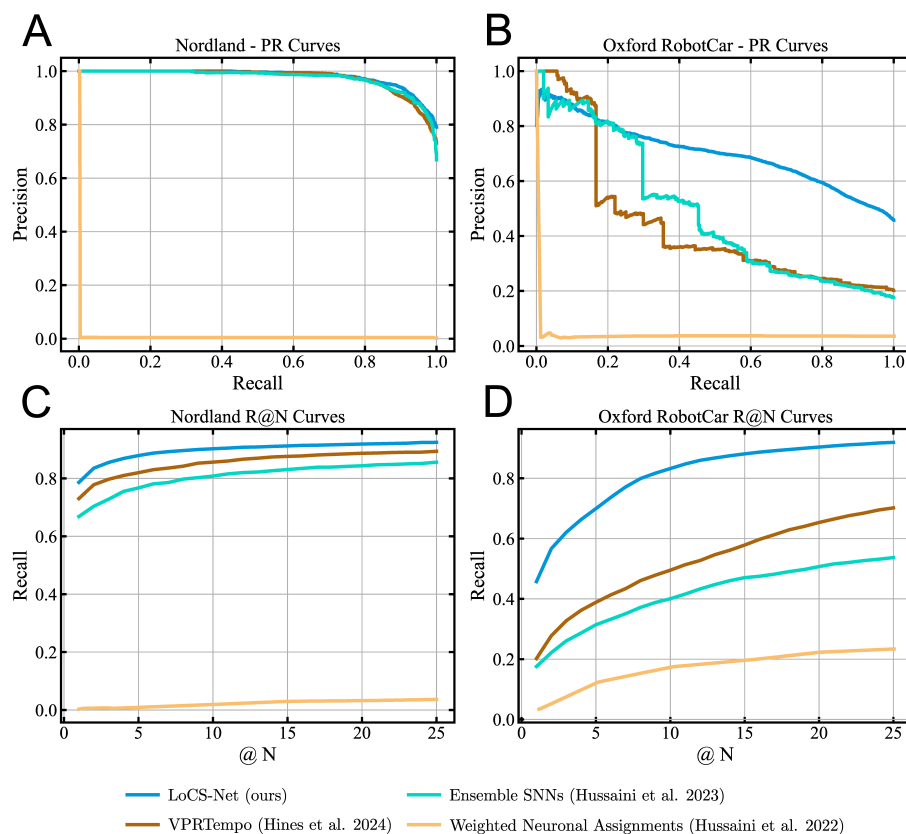 A
Nordland - PR Curves
1.0
0.8
0.6
0.4
0.2
0.0
Precision
0.0 0.2 0.4 0.6 0.8 1.0
Recall
B
Oxford RobotCar - PR Curves
1.0
0.8
0.6
0.4
0.2
0.0
Precision
0.0 0.2 0.4 0.6 0.8 1.0
Recall
C
Nordland R@N Curves
0.8
0.6
0.4
0.2
0.0
Recall
0 5 10 15 20 25
@ N
D
Oxford RobotCar R@N Curves
0.8
0.6
0.4
0.2
0.0
Recall
0 5 10 15 20 25
@ N
LoCS-Net (ours)
VPRTempo (Hines et al. 2024)
Ensemble SNNs (Hussaini et al. 2023)
Weighted Neuronal Assignments (Hussaini et al. 2022)